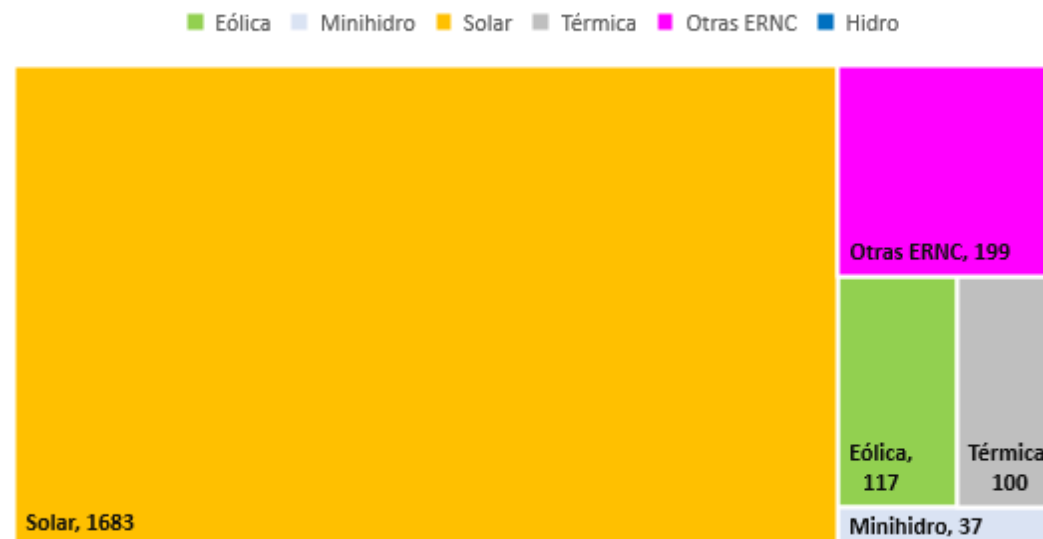 Eólica Minihidro Solar Térmica Otras ERNC Hidro
Otras ERNC, 199
Eólica,
117
Térmica
100
Solar, 1683
Minihidro, 37